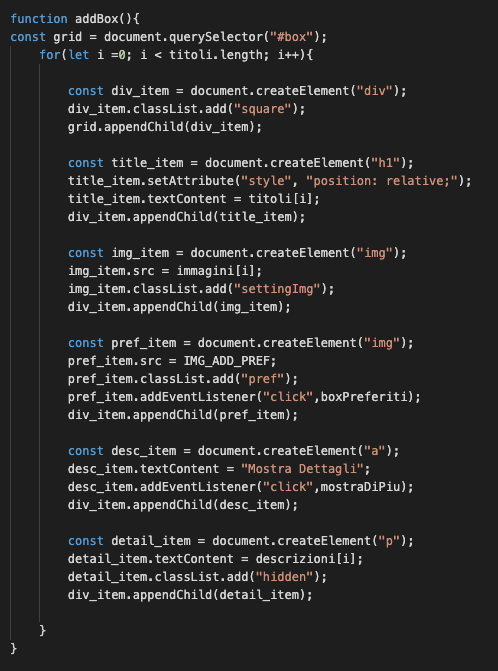 function addBox(){
const grid = document.querySelector("#box");
    for(let i =0; i < titoli.length; i++){

        const div_item = document.createElement("div");
        div_item.classList.add("square");
        grid.appendChild(div_item);

        const title_item = document.createElement("h1");
        title_item.setAttribute("style", "position: relative;");
        title_item.textContent = titoli[i];
        div_item.appendChild(title_item);

        const img_item = document.createElement("img");
        img_item.src = immagini[i];
        img_item.classList.add("settingImg");
        div_item.appendChild(img_item);

        const pref_item = document.createElement("img");
        pref_item.src = IMG_ADD_PREF;
        pref_item.classList.add("pref");
        pref_item.addEventListener("click",boxPreferiti);
        div_item.appendChild(pref_item);

        const desc_item = document.createElement("a");
        desc_item.textContent = "Mostra Dettagli";
        desc_item.addEventListener("click",mostraDiPiu);
        div_item.appendChild(desc_item);

        const detail_item = document.createElement("p");
        detail_item.textContent = descrizioni[i];
        detail_item.classList.add("hidden");
        div_item.appendChild(detail_item);

    }
}